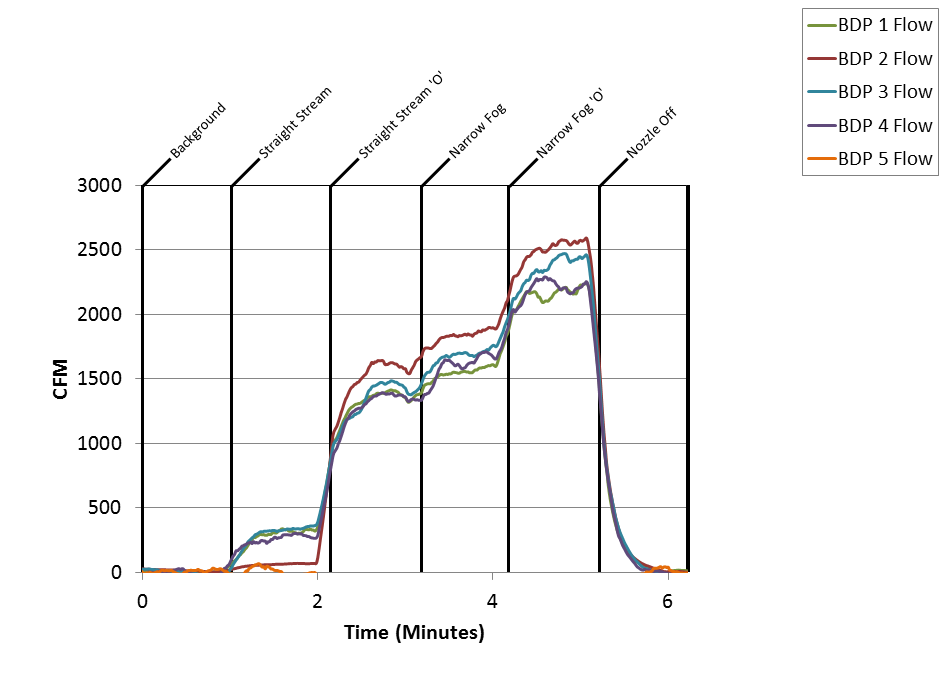 BDP 1 Flow
BDP 2 Flow
BDP 3 Flow
BDP 4 Flow
BDP 5 Flow
Background
Straight Stream
Straight Stream 'O'
Narrow Fog
Narrow Fog 'O'
Nozzle Off
3000
2500
2000
1500
1000
500
0
CFM
0 2 4 6
Time (Minutes)